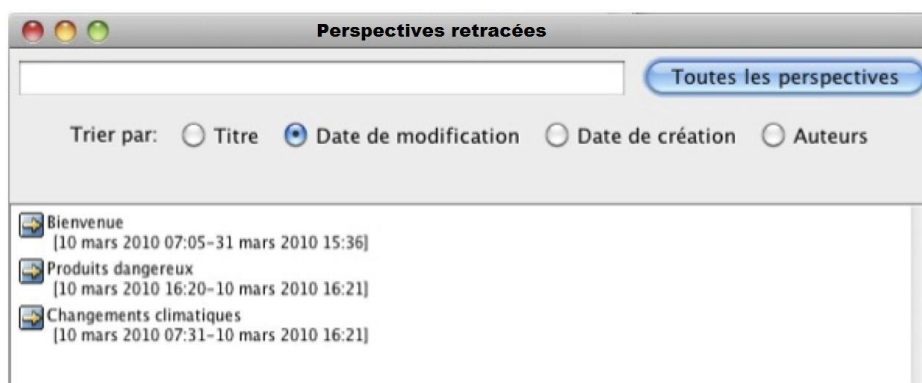 Perspectives retracées
Toutes les perspectives
Trier par: Titre Date de modification Date de création Auteurs
Bienvenue
[10 mars 2010 07:05-31 mars 2010 15:36]
Produits dangereux
[10 mars 2010 16:20-10 mars 2010 16:21]
Changements climatiques
[10 mars 2010 07:31-10 mars 2010 16:21]